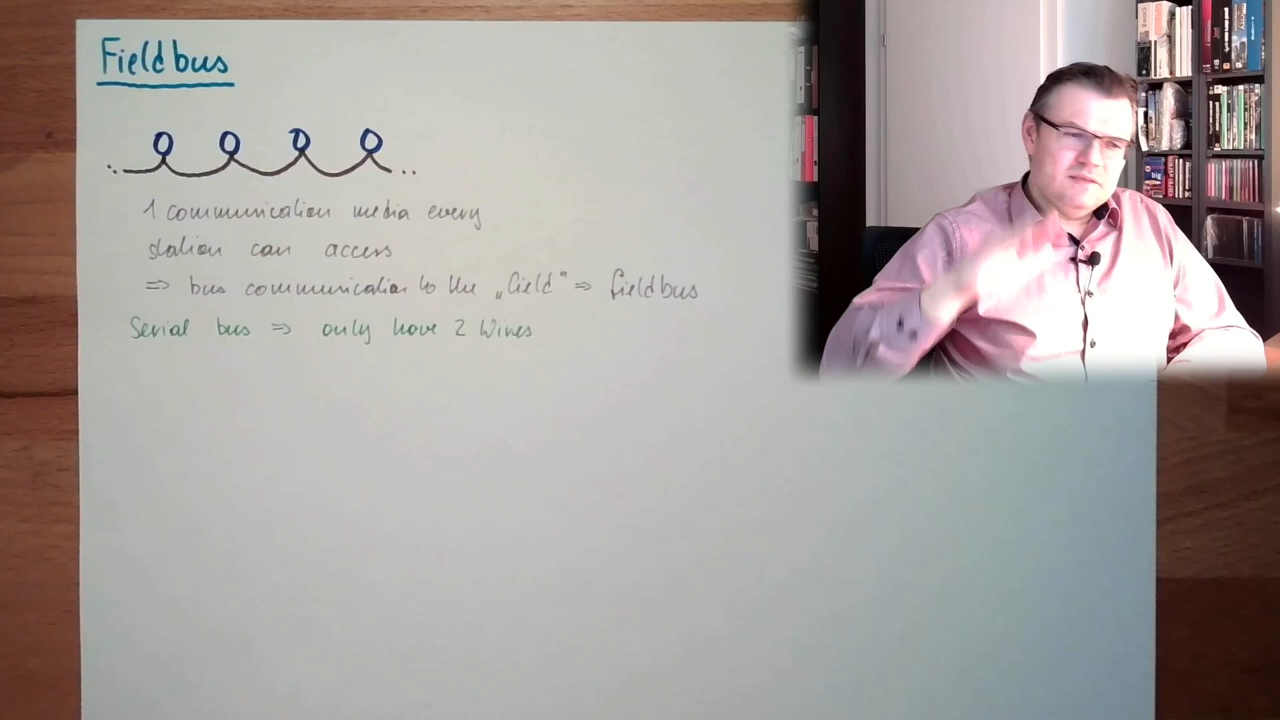 Fieldbus
1 communication media every
station can access
⇒ bus communication to the „field" ⇒ fieldbus
Serial bus ⇒ only have 2 wires
big